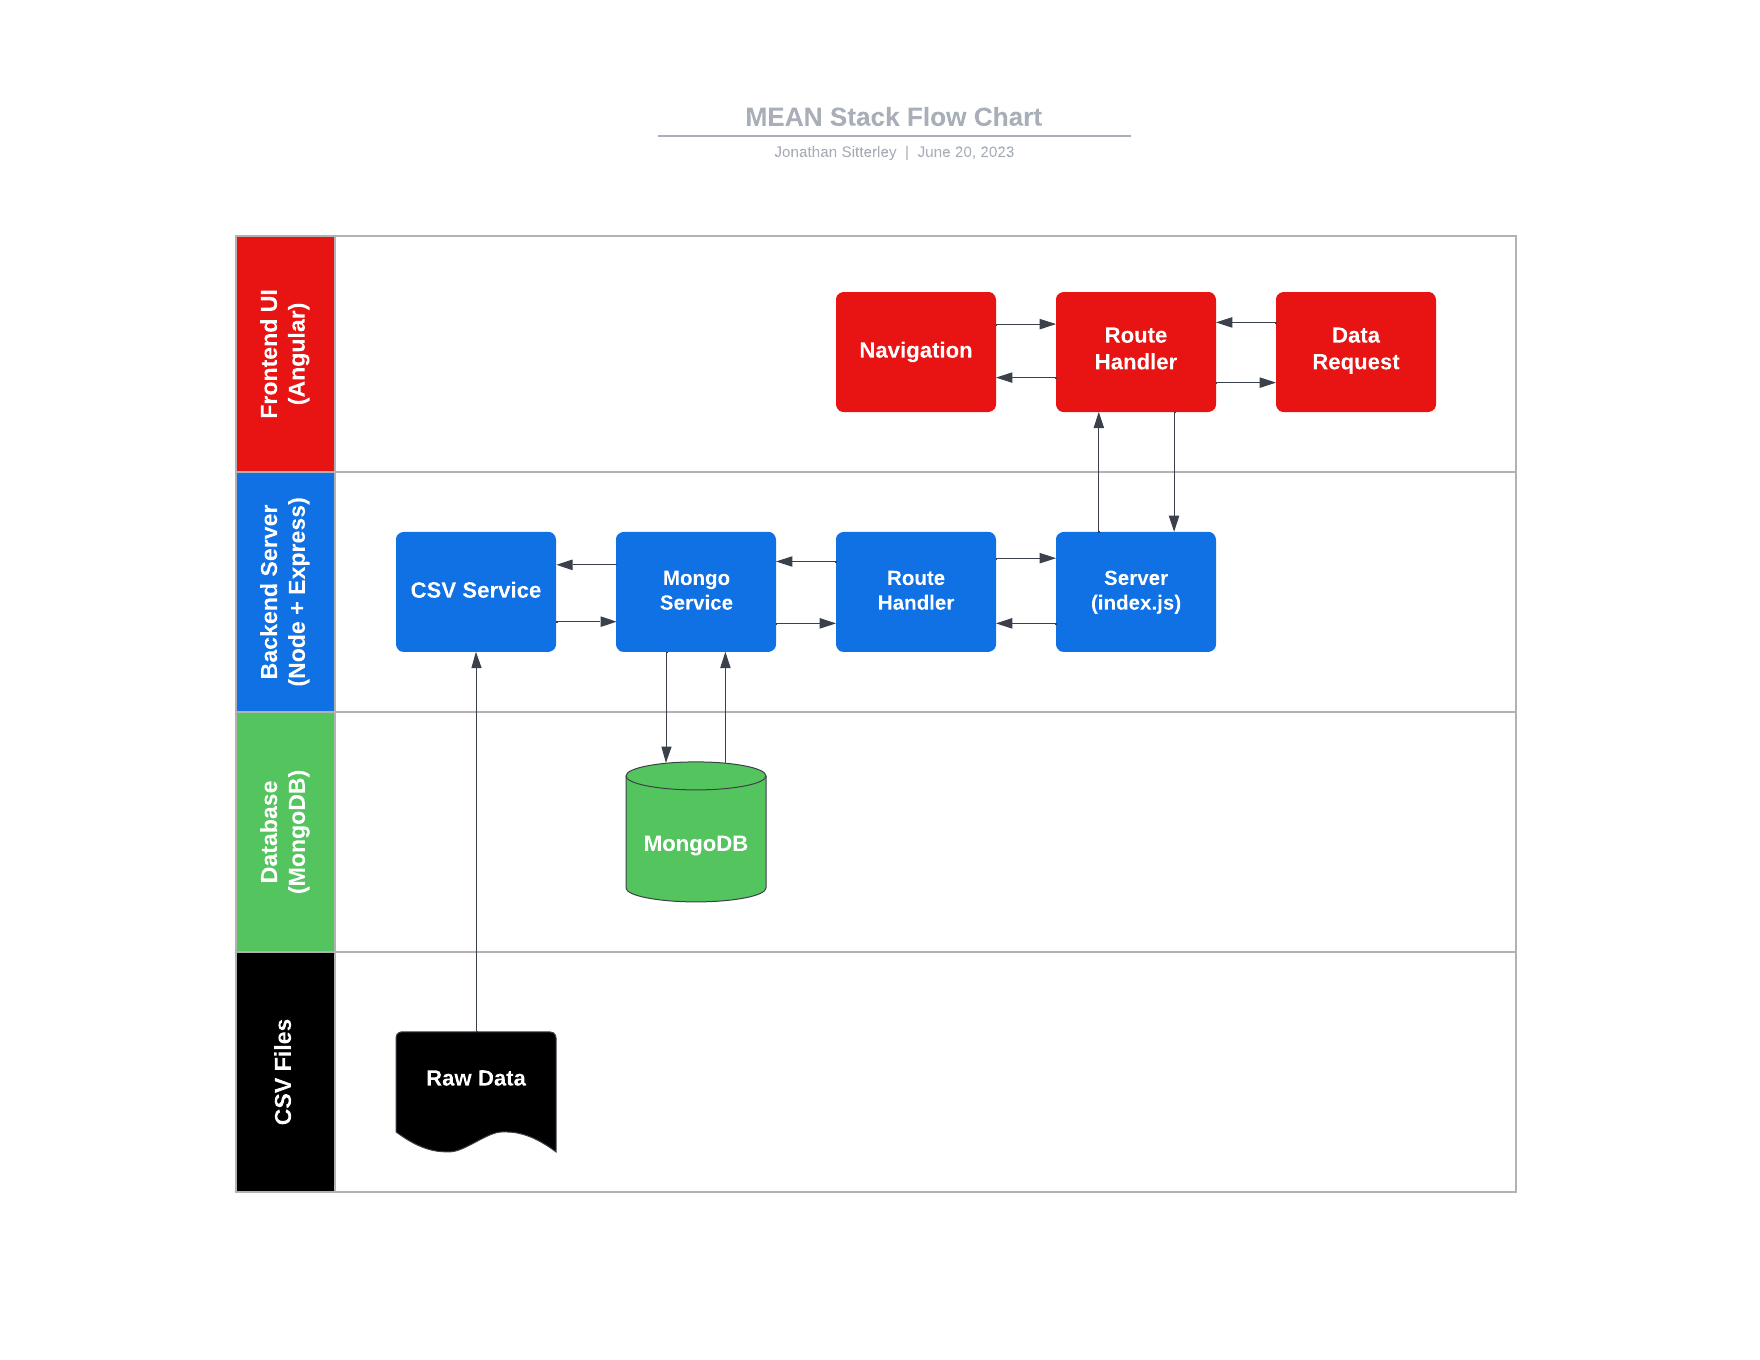 MEAN Stack Flow Chart
Jonathan Sitterley | June 20, 2023
Frontend UI
(Angular)
Navigation
Route
Handler
Data
Request
Backend Server
(Node + Express)
CSV Service
Mongo
Service
Route
Handler
Server
(index.js)
Database
(MongoDB)
MongoDB
CSV Files
Raw Data